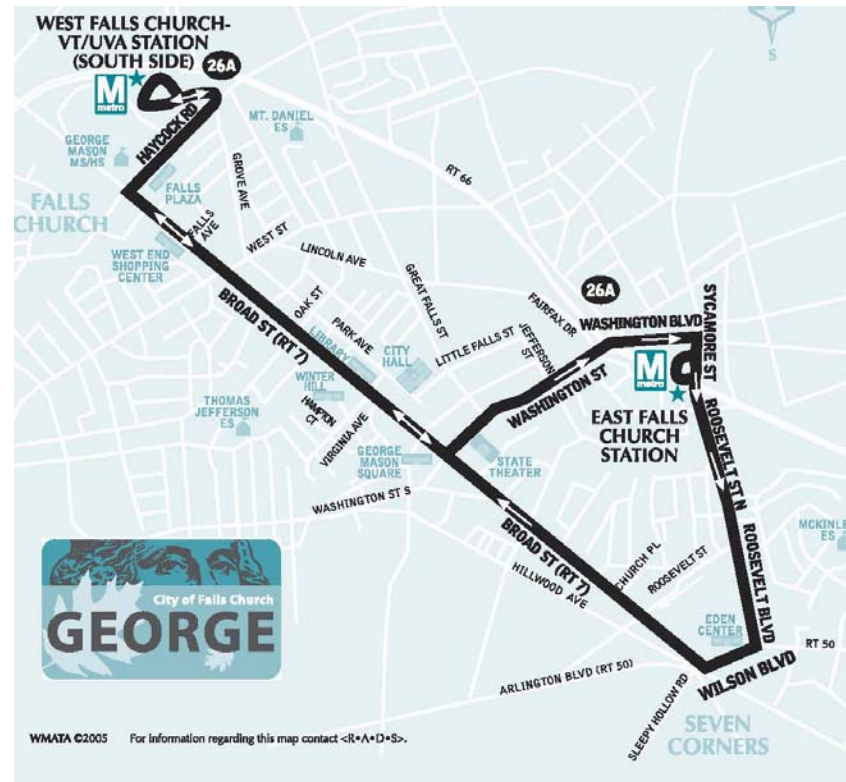 WEST FALLS CHURCH-
VT/UVA STATION
(SOUTH SIDE)
26A
M
metro
S
HAYCOCK RD
MT. DANIEL
ES
GEORGE
MASON
MS/HS
FALLS
PLAZA
GROVE AVE
RT 66
FALLS
CHURCH
FALLS
AVE
WEST ST
WEST END
SHOPPING
CENTER
LINCOLN AVE
GREAT FALLS ST
BROAD ST (RT 7)
OAK ST
PARK AVE
LIBRARY
CITY
HALL
LITTLE FALLS ST
JEFFERSON
ST
FAIRFAX DR
26A
WASHINGTON BLVD
SYCAMORE ST
M
metro
WASHINGTON ST
EAST FALLS
CHURCH
STATION
WINTER
HILL
HAMPTON
CT
THOMAS
JEFFERSON
ES
VIRGINIA AVE
GEORGE
MASON
SQUARE
STATE
THEATER
WASHINGTON ST S
ROOSEVELT ST N
BROAD ST (RT 7)
HILLWOOD AVE
CHURCH PL
ROOSEVELT ST
ROOSEVELT BLVD
MCKINLE
ES
EDEN
CENTER
RT 50
WILSON BLVD
ARLINGTON BLVD (RT 50)
SLEEPY HOLLOW RD
SEVEN
CORNERS
City of Falls Church
GEORGE
WMATA ©2005 For information regarding this map contact <R•A•D•S>.